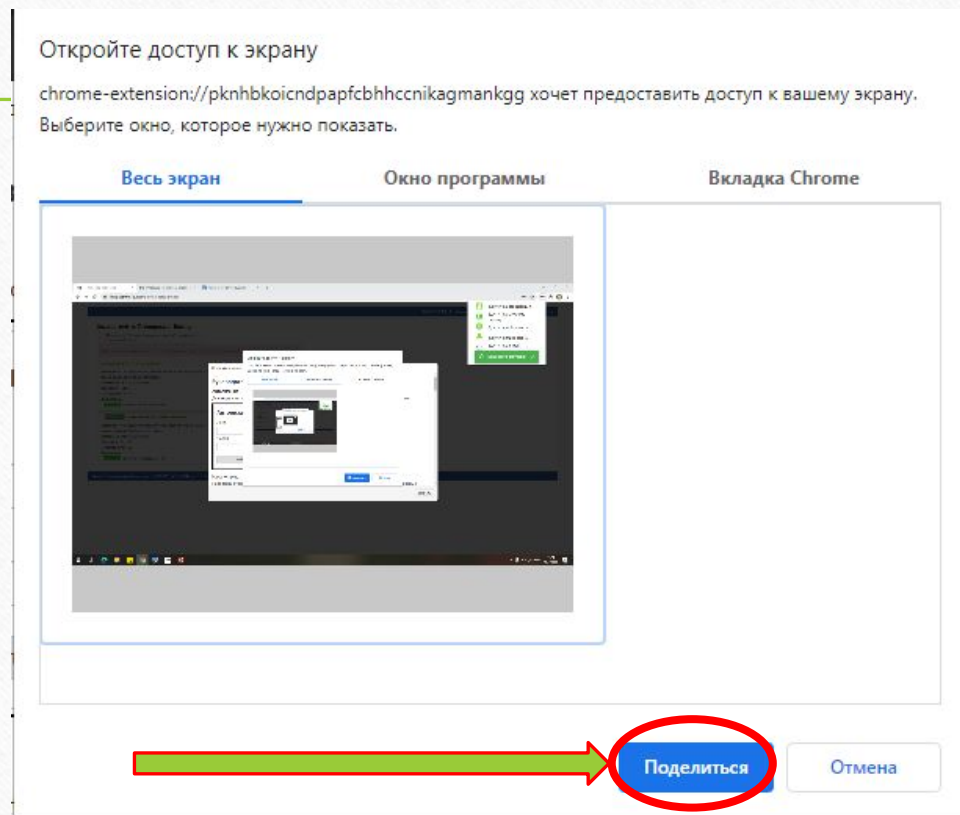 Откройте доступ к экрану
chrome-extension://pknhbkoicndpapfcbhhccnikagmankgg хочет предоставить доступ к вашему экрану.
Выберите окно, которое нужно показать.
Весь экран
Окно программы
Вкладка Chrome
Поделиться
Отмена